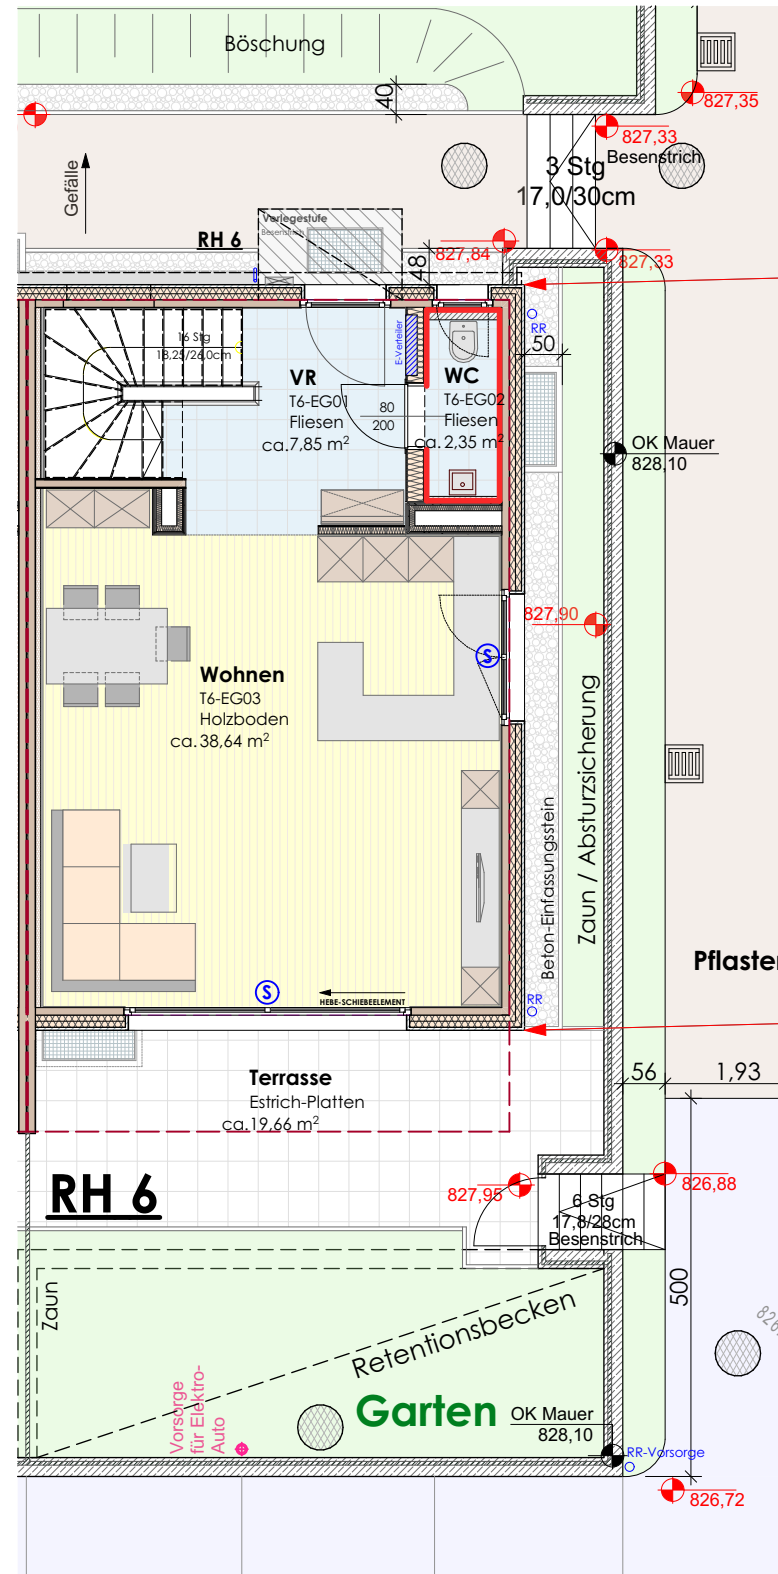 Böschung
40
827,35
827,33
Besenstrich
3 Stg
17,0/30cm
Gefälle
Vorlegestufe
Besenstrich
RH 6
827,84
48
827,33
16 Stg
18,25/26,0cm
E-Verteiler
RR
50
VR
T6-EG01
Fliesen
ca.7,85 m²
80
200
WC
T6-EG02
Fliesen
ca.2,35 m²
OK Mauer
828,10
827,90
S
Wohnen
T6-EG03
Holzboden
ca.38,64 m²
Zaun / Absturzsicherung
Beton-Einfassungsstein
Pflaster
S
HEBE-SCHIEBEELEMENT
RR
56
1,93
Terrasse
Estrich-Platten
ca.19,66 m²
RH 6
827,95
826,88
6 Stg
17,8/28cm
Besenstrich
500
Zaun
Retentionsbecken
Vorsorge
für Elektro-
Auto
Garten
OK Mauer
828,10
RR-Vorsorge
826,72